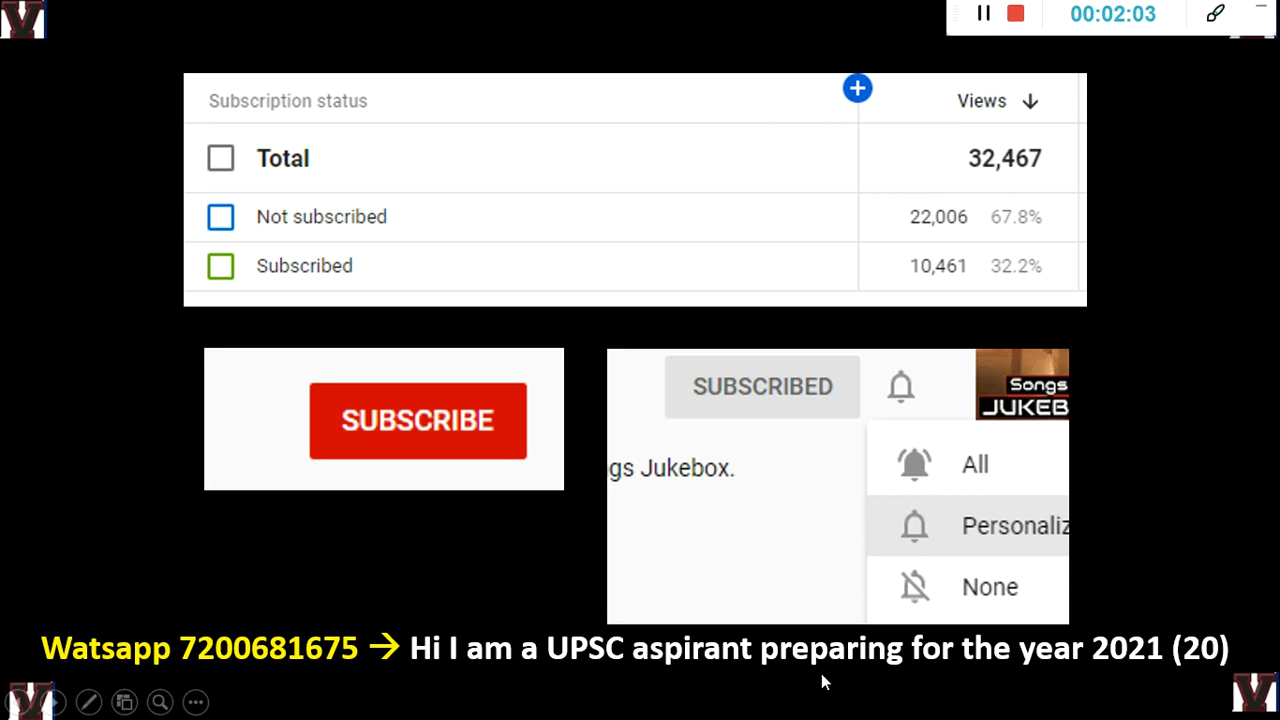 00:02:03
Subscription status Views
Total 32,467
Not subscribed 22,006 67.8%
Subscribed 10,461 32.2%
SUBSCRIBE
SUBSCRIBED
Songs
JUKEB
gs Jukebox.
All
Personaliz
None
Watsapp 7200681675 → Hi I am a UPSC aspirant preparing for the year 2021 (20)